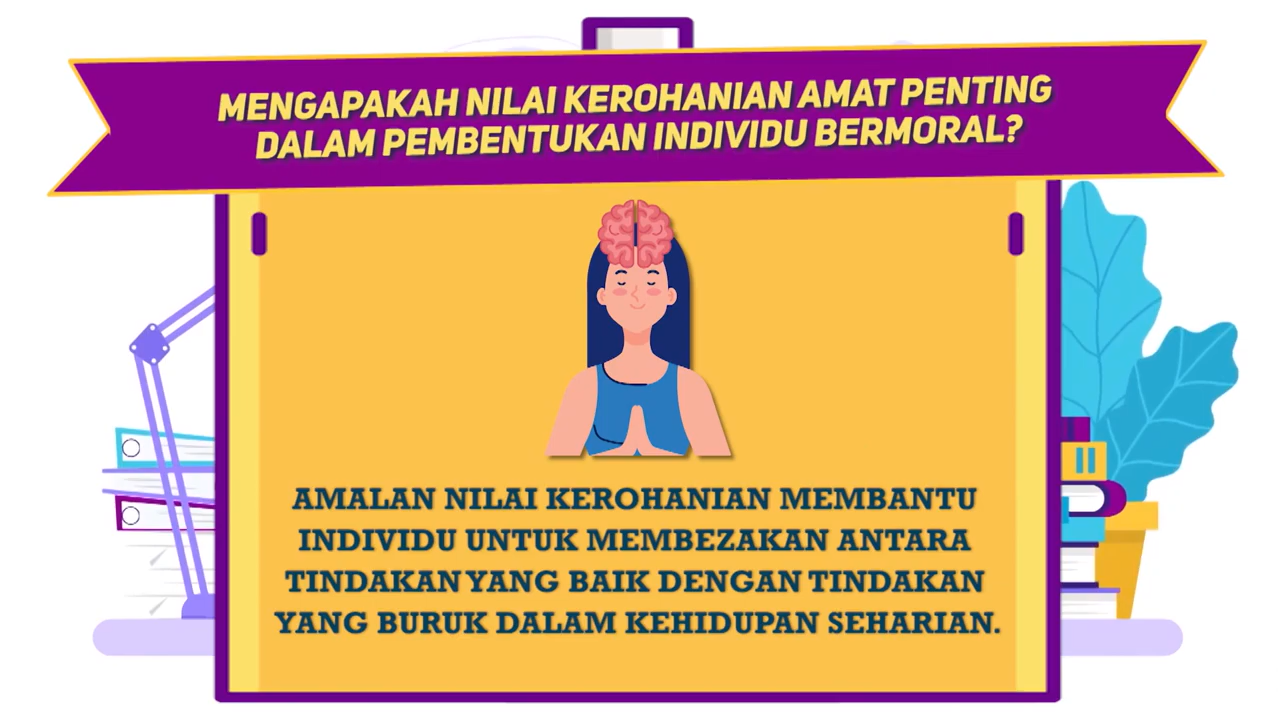 MENGAPAKAH NILAI KEROHANIAN AMAT PENTING
DALAM PEMBENTUKAN INDIVIDU BERMORAL?
AMALAN NILAI KEROHANIAN MEMBANTU
INDIVIDU UNTUK MEMBEZAKAN ANTARA
TINDAKAN YANG BAIK DENGAN TINDAKAN
YANG BURUK DALAM KEHIDUPAN SEHARIAN.